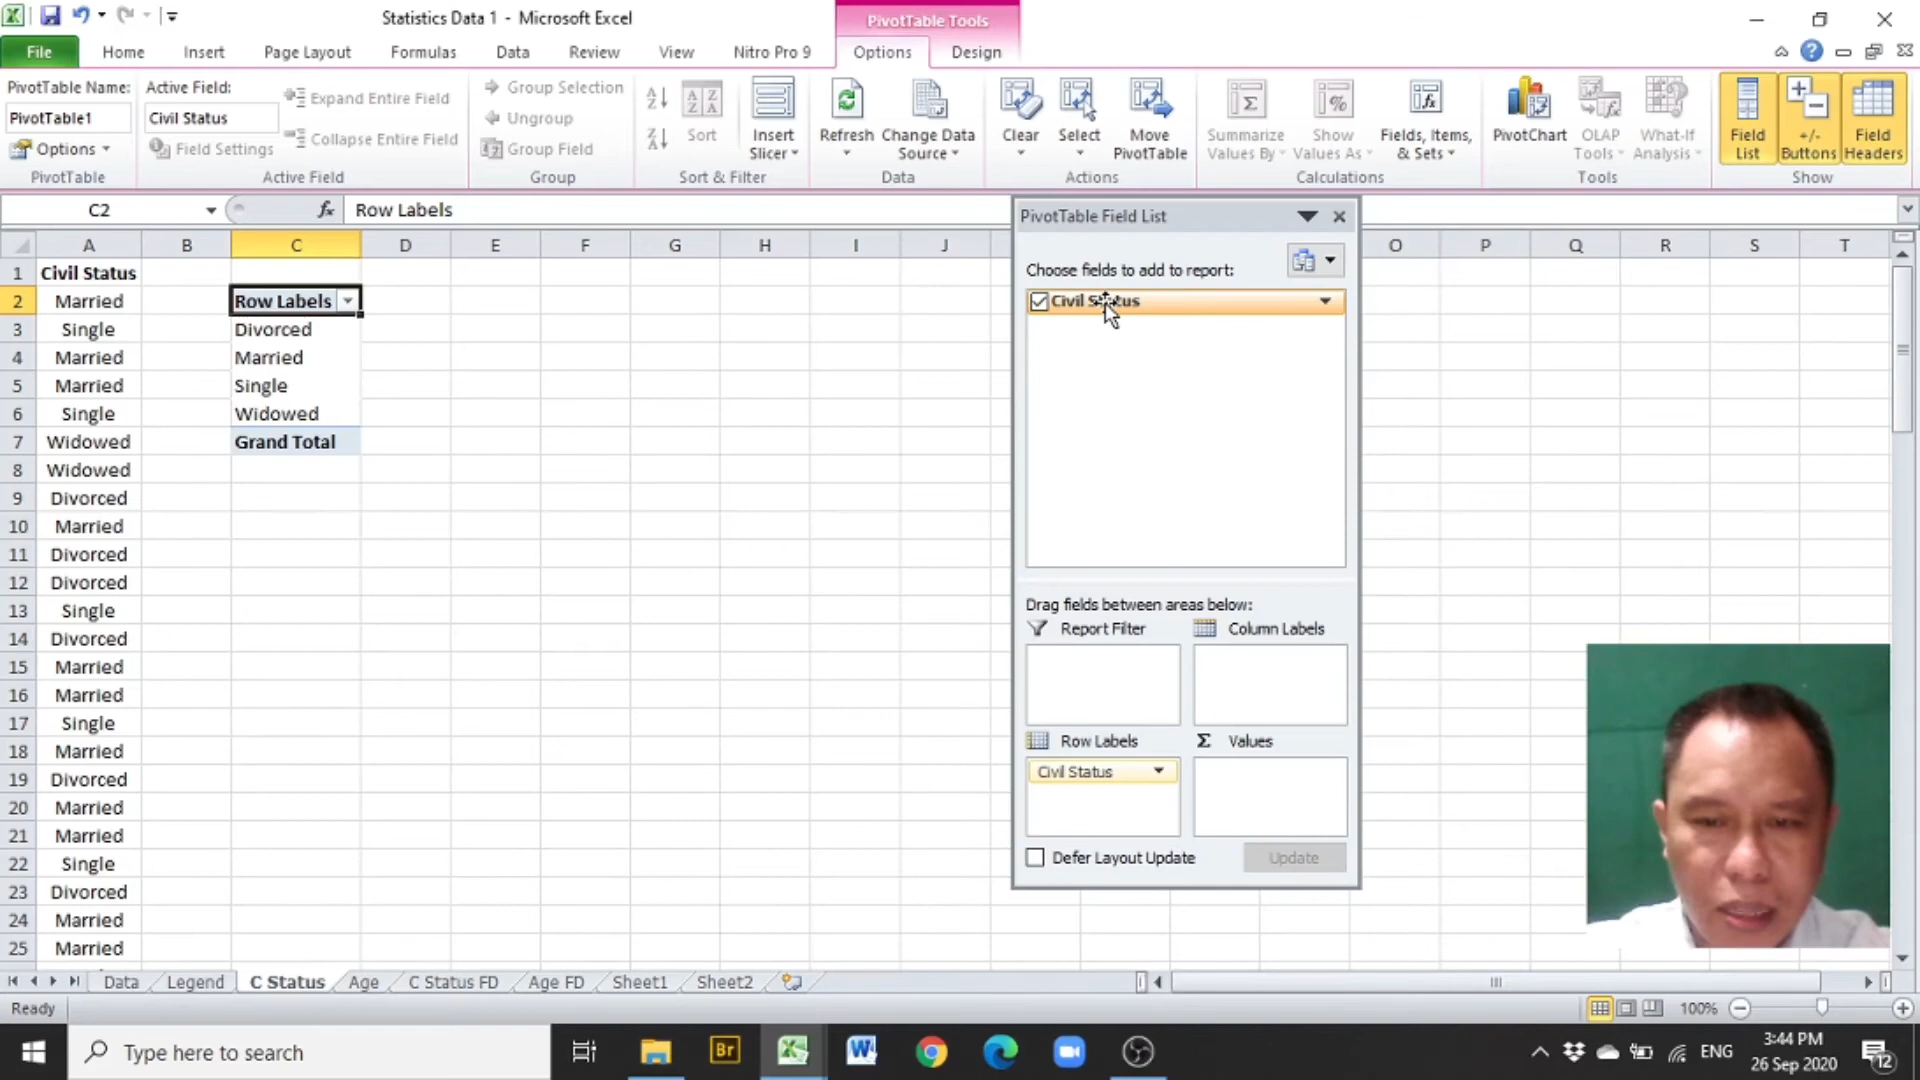 Statistics Data 1 - Microsoft Excel
PivotTable Tools
File Home Insert Page Layout Formulas Data Review View Nitro Pro 9 Options Design
PivotTable Name:
PivotTable1
Options
PivotTable
Active Field:
Civil Status
Field Settings
Expand Entire Field
Collapse Entire Field
Active Field
Group Selection
Ungroup
Group Field
Group
Sort
Insert
Slicer
Sort & Filter
Refresh
Change Data
Source
Data
Clear
Select
Move
PivotTable
Actions
Summarize
Values By
Show
Values As
Fields, Items,
& Sets
Calculations
PivotChart
OLAP
Tools
What-If
Analysis
Tools
Field
List
+/-
Buttons
Field
Headers
Show
C2
fx
Row Labels
A B C D E F G H I J O P Q R S T
1 Civil Status
2 Married Row Labels
3 Single Divorced
4 Married Married
5 Married Single
6 Single Widowed
7 Widowed Grand Total
8 Widowed
9 Divorced
10 Married
11 Divorced
12 Divorced
13 Single
14 Divorced
15 Married
16 Married
17 Single
18 Married
19 Divorced
20 Married
21 Married
22 Single
23 Divorced
24 Married
25 Married
PivotTable Field List
Choose fields to add to report:
Civil Status
Drag fields between areas below:
Report Filter
Column Labels
Row Labels
Σ Values
Civil Status
Defer Layout Update
Update
Data Legend C Status Age C Status FD Age FD Sheet1 Sheet2
Ready
100%
Type here to search
Br
ENG
3:44 PM
26 Sep 2020
12